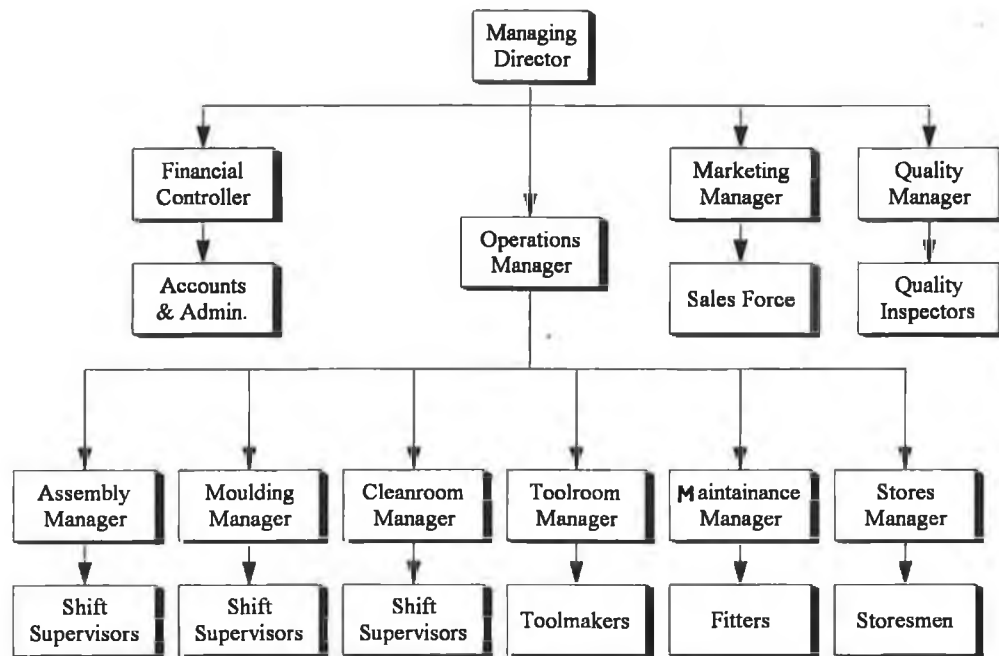 Managing
Director
Financial
Controller
Marketing
Manager
Quality
Manager
Operations
Manager
Accounts
& Admin.
Sales Force
Quality
Inspectors
Assembly
Manager
Moulding
Manager
Cleanroom
Manager
Toolroom
Manager
Maintainance
Manager
Stores
Manager
Shift
Supervisors
Shift
Supervisors
Shift
Supervisors
Toolmakers
Fitters
Storesmen